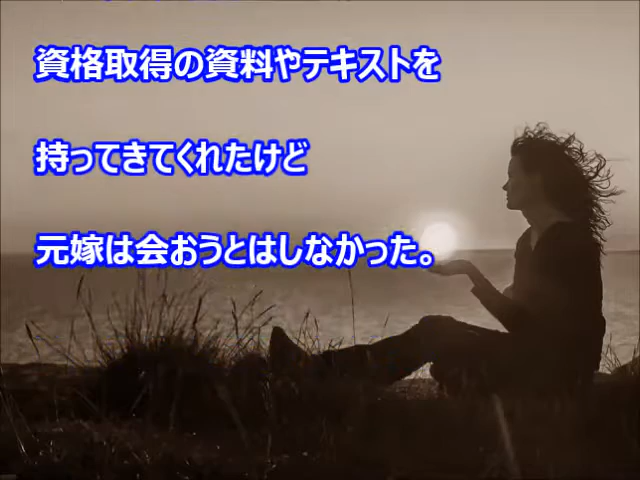 資格取得の資料やテキストを
持ってきてくれたけど
元嫁は会おうとはしなかった。